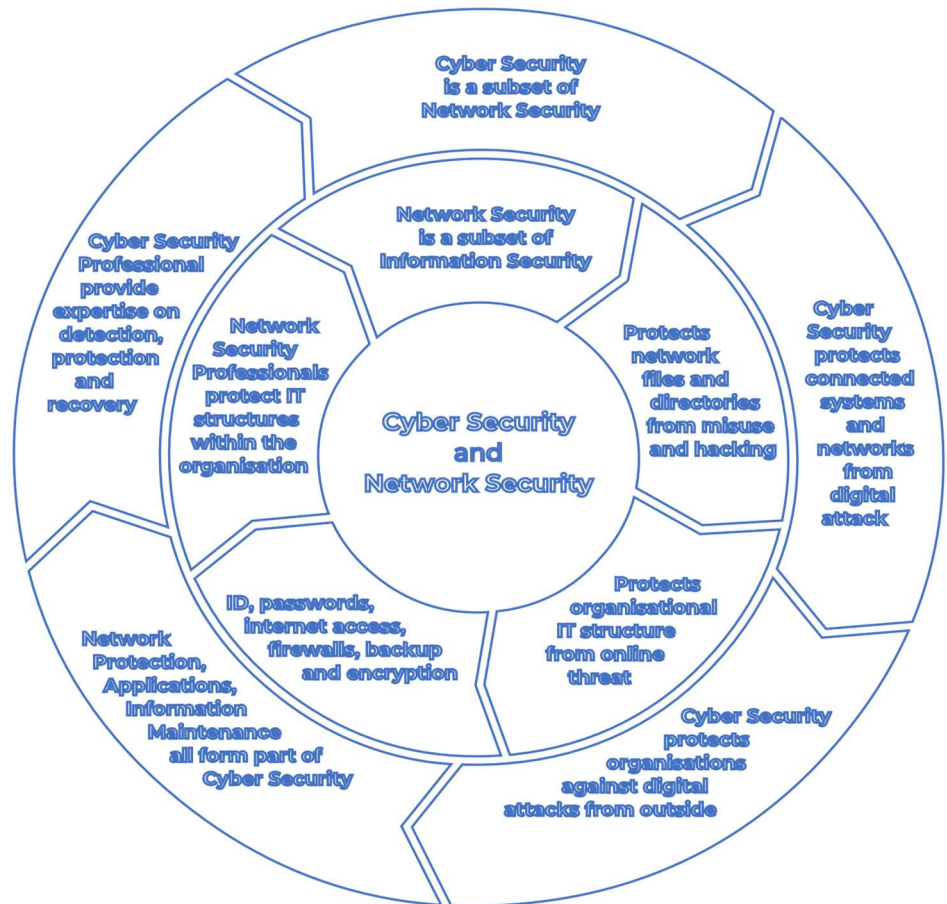 Cyber Security
is a subset of
Network Security
Cyber
Security
protects
connected
systems
and
networks
from
digital
attack
Cyber Security
protects
organisations
against digital
attacks from outside
Network
Protection,
Applications,
Information
Maintenance
all form part of
Cyber Security
Cyber Security
Professional
provide
expertise on
detection,
protection
and
recovery
Network Security
is a subset of
Information Security
Protects
network
files and
directories
from misuse
and hacking
Protects
organisational
IT structure
from online
threat
ID, passwords,
internet access,
firewalls, backup
and encryption
Network
Security
Professionals
protect IT
structures
within the
organisation
Cyber Security
and
Network Security